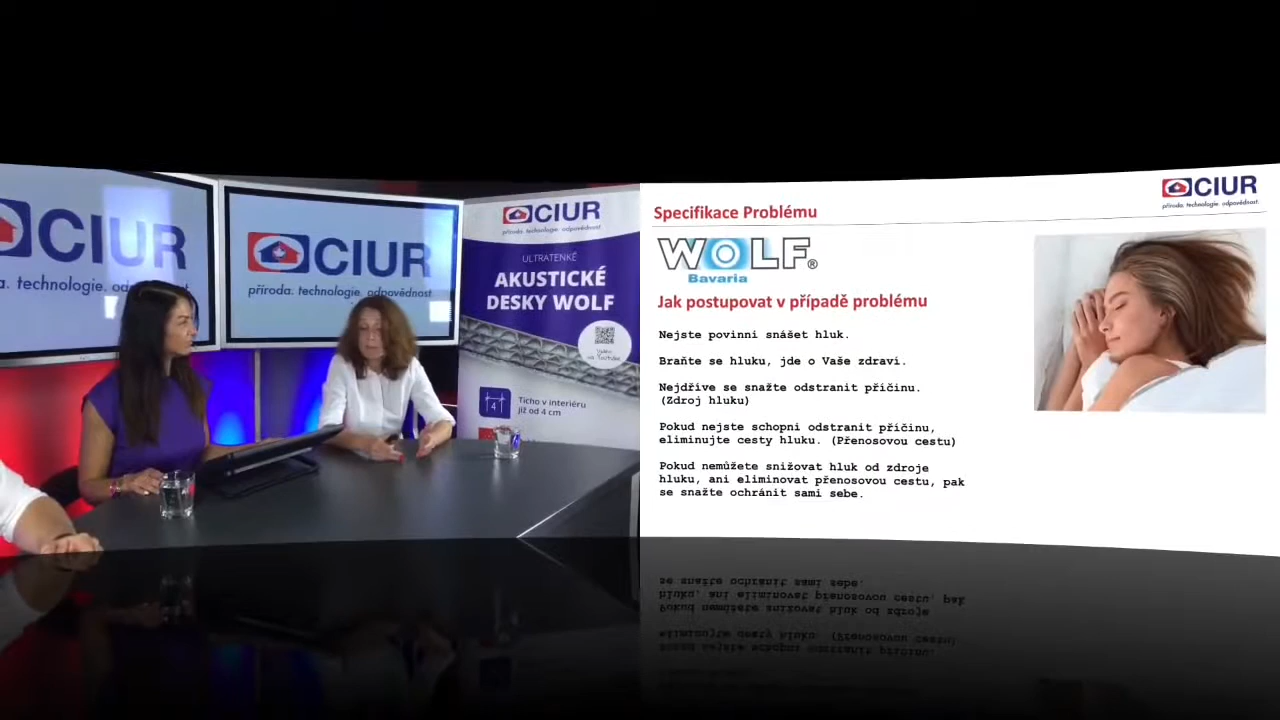 CIUR
a. technologie. odpovědnost.
CIUR
příroda. technologie. odpovědnost.
CIUR
příroda. technologie. odpovědnost.
ULTRATENKÉ
AKUSTICKÉ
DESKY WOLF
Ticho v interiéru
již od 4 cm
4
CIUR
příroda. technologie. odpovědnost.
Specifikace Problému
WOLF®
Bavaria
Jak postupovat v případě problému
Nejste povinni snášet hluk.
Braňte se hluku, jde o Vaše zdraví.
Nejdříve se snažte odstranit příčinu.
(Zdroj hluku)
Pokud nejste schopni odstranit příčinu,
eliminujte cesty hluku. (Přenosovou cestu)
Pokud nemůžete snižovat hluk od zdroje
hluku, ani eliminovat přenosovou cestu, pak
se snažte ochránit sami sebe.